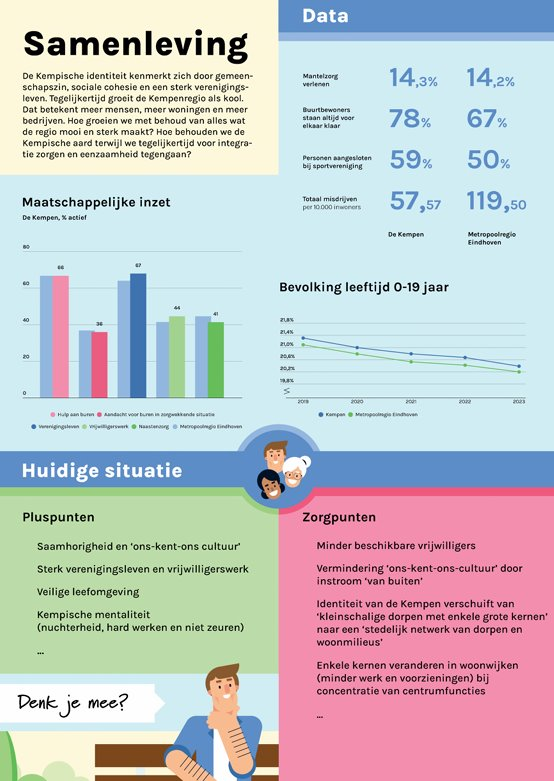 Samenleving
De Kempische identiteit kenmerkt zich door gemeen-
schapszin, sociale cohesie en een sterk verenigings-
leven. Tegelijkertijd groeit de Kempenregio als kool.
Dat betekent meer mensen, meer woningen en meer
bedrijven. Hoe groeien we met behoud van alles wat
de regio mooi en sterk maakt? Hoe behouden we de
Kempische aard terwijl we tegelijkertijd voor integra-
tie zorgen en eenzaamheid tegengaan?
Data
Mantelzorg
verlenen
14,3%
14,2%
Buurtbewoners
staan altijd voor
elkaar klaar
78%
67%
Personen aangesloten
bij sportvereniging
59%
50%
Totaal misdrijven
per 10.000 inwoners
57,57
119,50
De Kempen
Metropoolregio
Eindhoven
Maatschappelijke inzet
De Kempen, % actief
80
60
40
20
0
66
36
67
44
41
Hulp aan buren
Aandacht voor buren in zorgwekkende situatie
Verenigingsleven
Vrijwilligerswerk
Naastenzorg
Metropoolregio Eindhoven
Bevolking leeftijd 0-19 jaar
21,8%
21,4%
21,0%
20,6%
20,2%
19,8%
2019
2020
2021
2022
2023
Kempen
Metropoolregio Eindhoven
Huidige situatie
Pluspunten
Saamhorigheid en ‘ons-kent-ons cultuur’
Sterk verenigingsleven en vrijwilligerswerk
Veilige leefomgeving
Kempische mentaliteit
(nuchterheid, hard werken en niet zeuren)
...
Zorgpunten
Minder beschikbare vrijwilligers
Vermindering ‘ons-kent-ons-cultuur’ door
instroom ‘van buiten’
Identiteit van de Kempen verschuift van
‘kleinschalige dorpen met enkele grote kernen’
naar een ‘stedelijk netwerk van dorpen en
woonmilieus’
Enkele kernen veranderen in woonwijken
(minder werk en voorzieningen) bij
concentratie van centrumfuncties
...
Denk je mee?